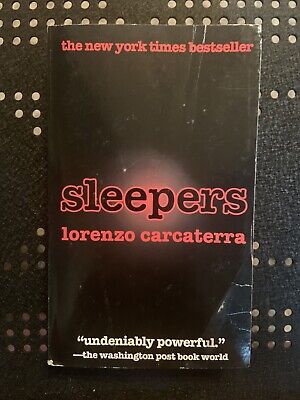 the new york times bestseller
sleepers
lorenzo carcaterra
“undeniably powerful.”
—the washington post book world